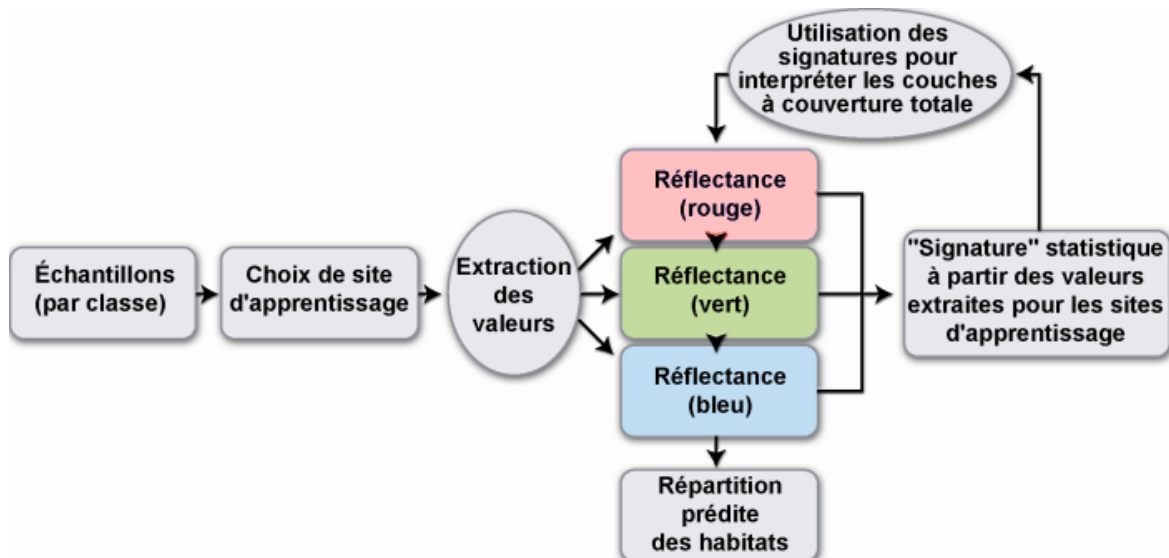 Échantillons
(par classe)
Choix de site
d'apprentissage
Extraction
des
valeurs
Réflectance
(rouge)
Réflectance
(vert)
Réflectance
(bleu)
"Signature" statistique
à partir des valeurs
extraites pour les sites
d'apprentissage
Utilisation des
signatures pour
interpréter les couches
à couverture totale
Répartition
prédite
des habitats